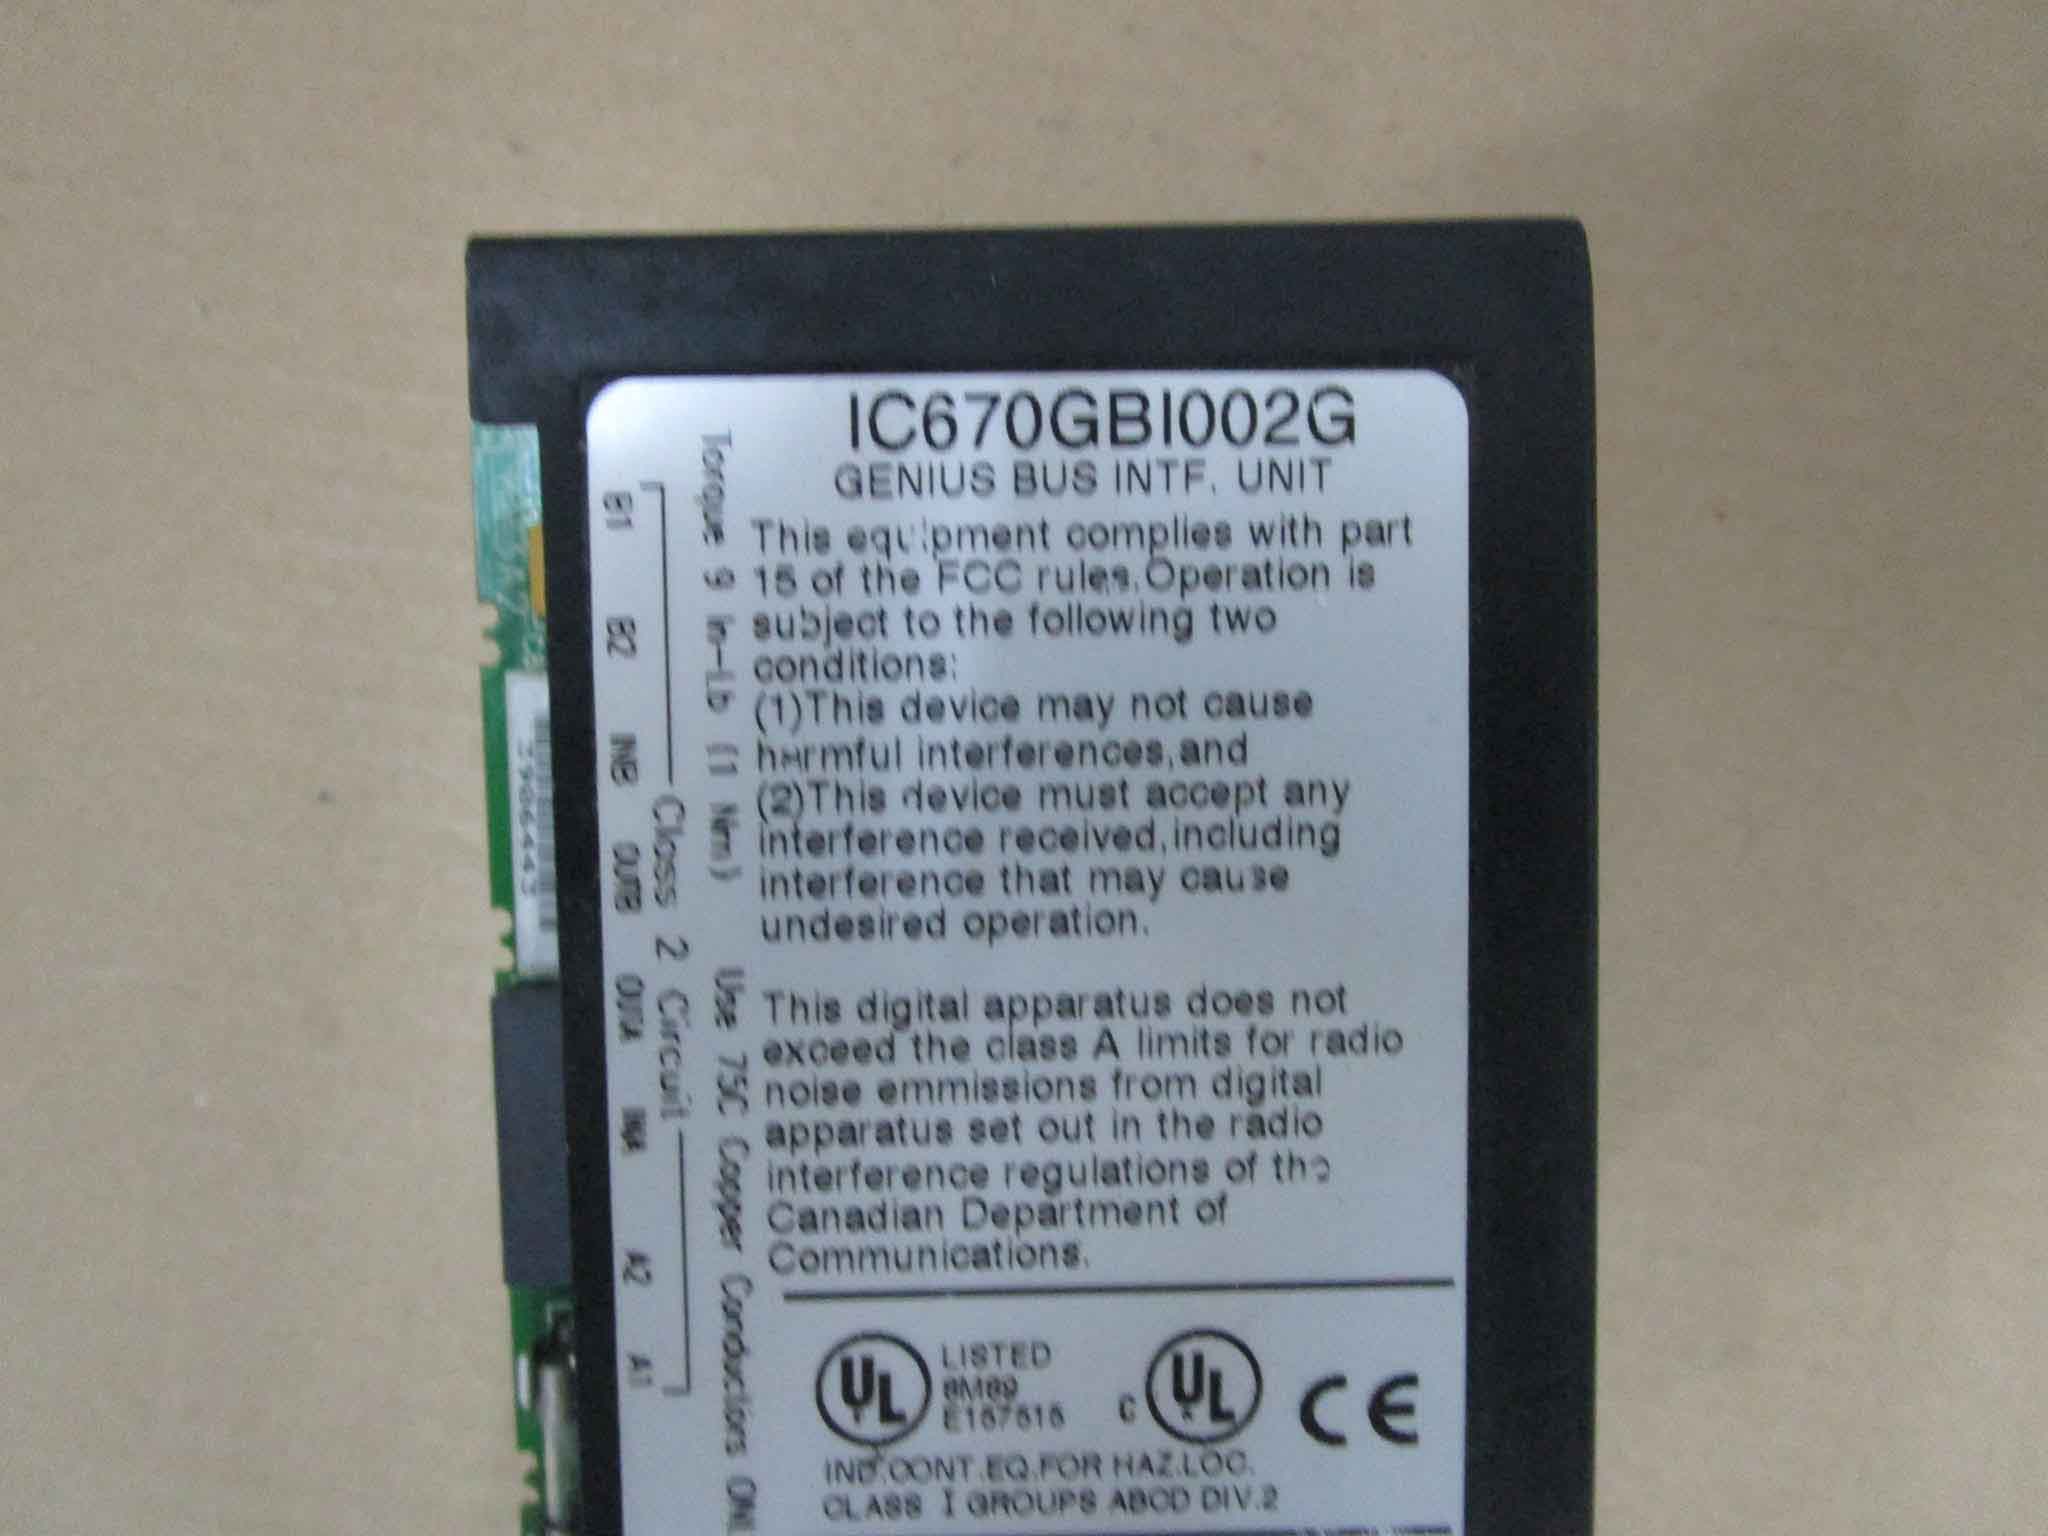 IC670GBI002G
GENIUS BUS INTF. UNIT
This equipment complies with part
15 of the FCC rules.Operation is
subject to the following two
conditions:
(1)This device may not cause
harmful interferences,and
(2)This device must accept any
interference received,including
interference that may cause
undesired operation.
This digital apparatus does not
exceed the class A limits for radio
noise emmissions from digital
apparatus set out in the radio
interference regulations of the
Canadian Department of
Communications.
UL
LISTED
E157515
c UL
CE
IND.CONT.EQ.FOR HAZ.LOC.
CLASS I GROUPS ABCD DIV.2
Torque 9 In-Lb (1 Nm) Use 75C Copper Conductions
Class 2 Circuit
B1 B2 INB OUTB OUTA INA A2 A1